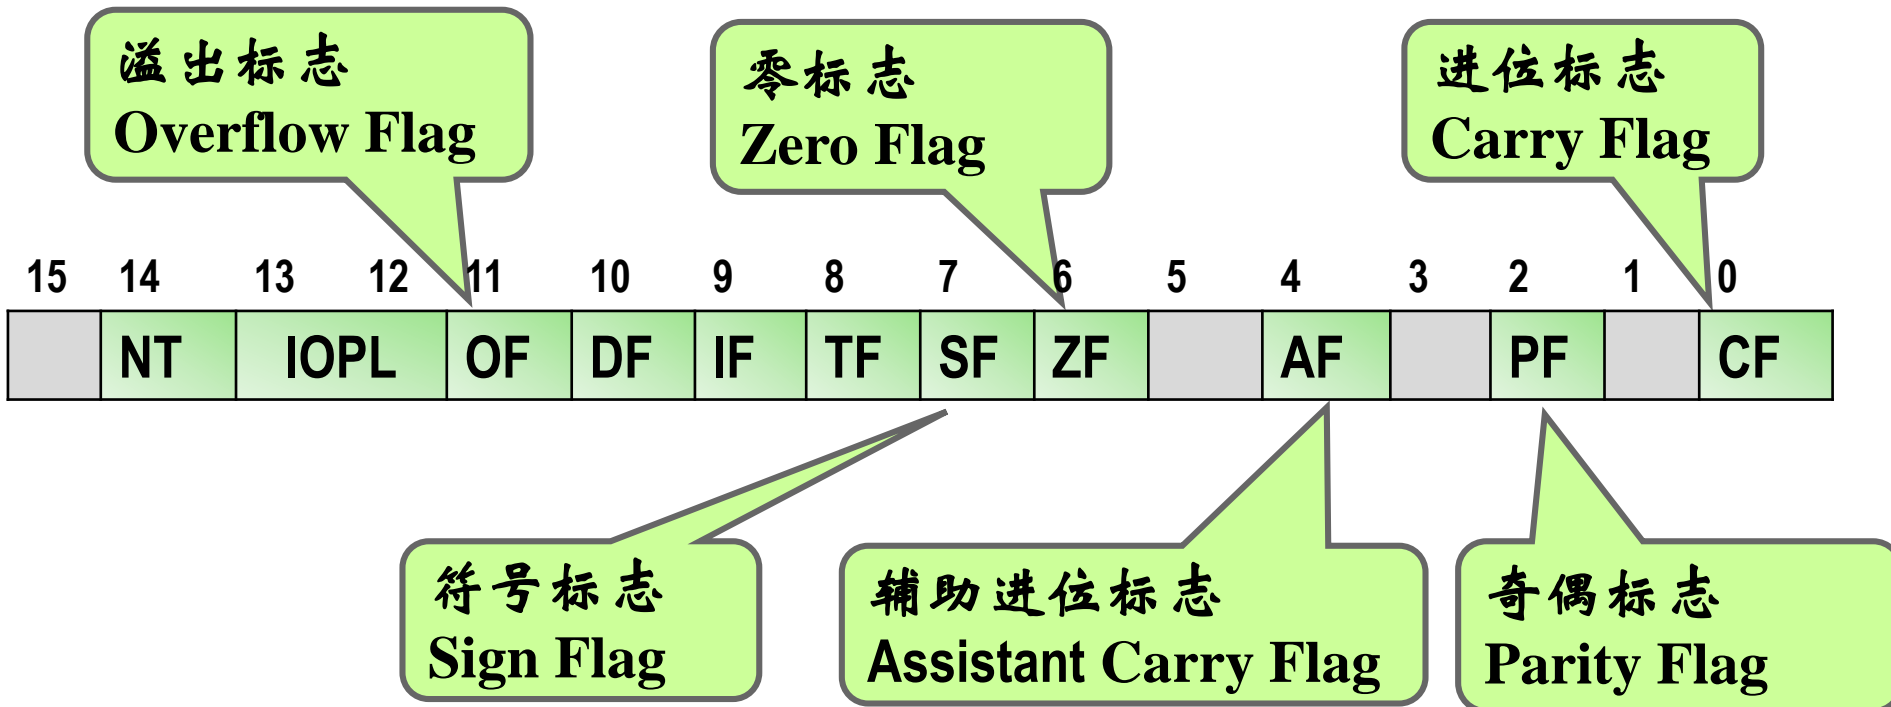 溢出标志
Overflow Flag
零标志
Zero Flag
进位标志
Carry Flag
15 14 13 12 11 10 9 8 7 6 5 4 3 2 1 0
NT IOPL OF DF IF TF SF ZF AF PF CF
符号标志
Sign Flag
辅助进位标志
Assistant Carry Flag
奇偶标志
Parity Flag